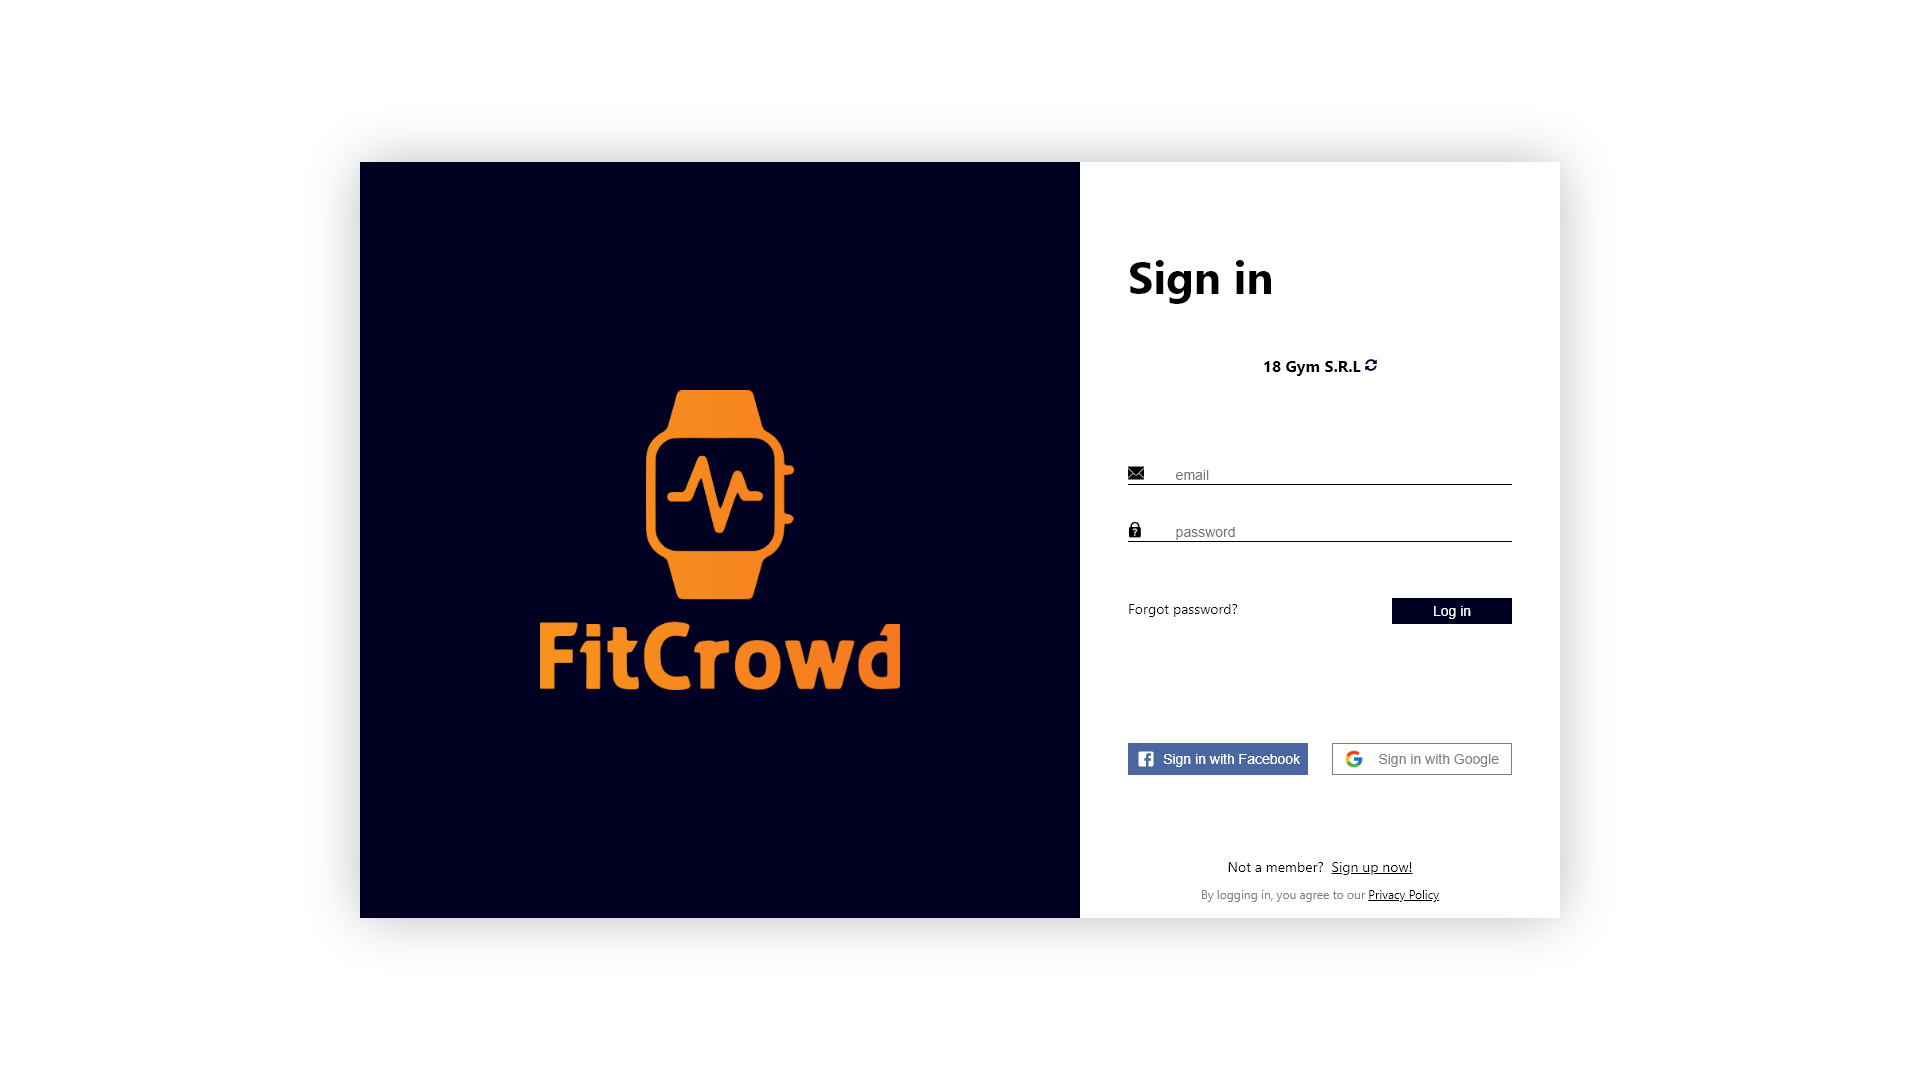 FitCrowd
Sign in
18 Gym S.R.L
email
password
Forgot password?
Log in
Sign in with Facebook
Sign in with Google
Not a member? Sign up now!
By logging in, you agree to our Privacy Policy